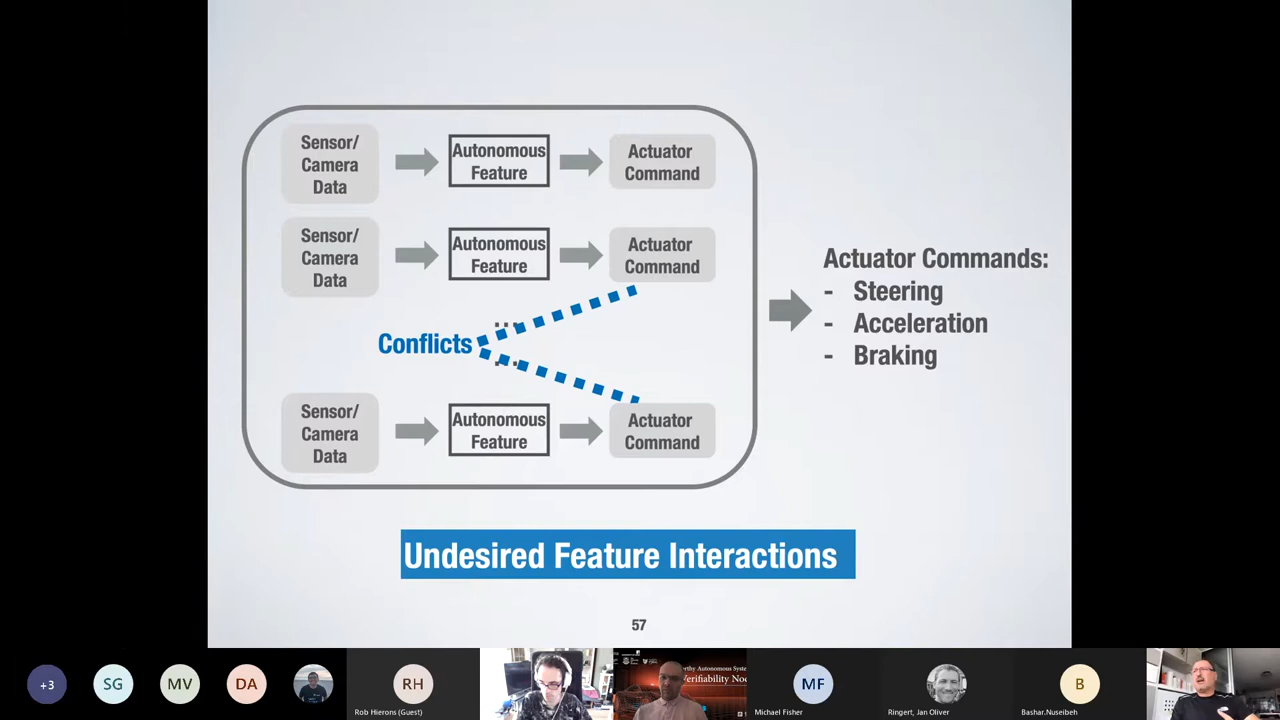 Sensor/
Camera
Data
Autonomous
Feature
Actuator
Command
Sensor/
Camera
Data
Autonomous
Feature
Actuator
Command
...
Conflicts
...
Sensor/
Camera
Data
Autonomous
Feature
Actuator
Command
Actuator Commands:
- Steering
- Acceleration
- Braking
Undesired Feature Interactions
57
+3
SG
MV
DA
RH
Rob Hierons (Guest)
MF
Michael Fisher
Ringert, Jan Oliver
B
Bashar.Nuseibeh